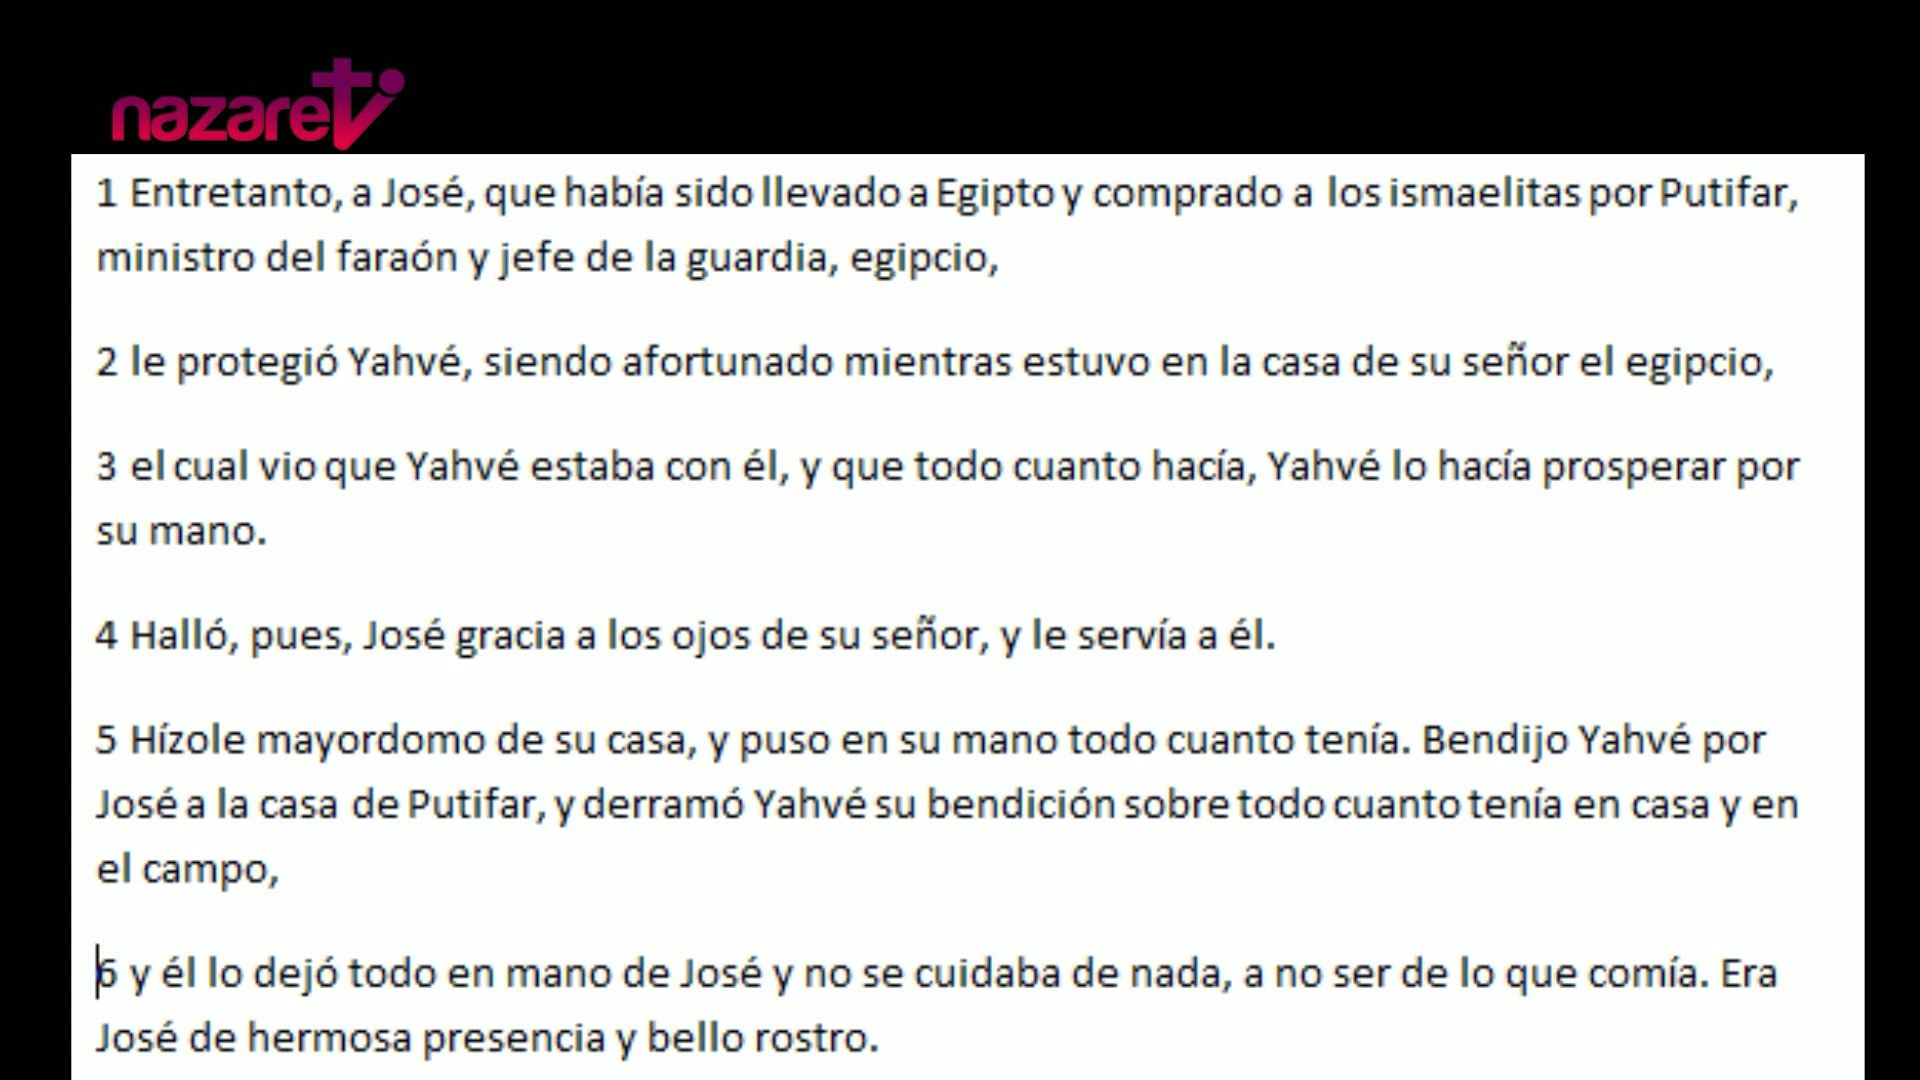 nazaretv
1 Entretanto, a José, que había sido llevado a Egipto y comprado a los ismaelitas por Putifar,
ministro del faraón y jefe de la guardia, egipcio,
2 le protegió Yahvé, siendo afortunado mientras estuvo en la casa de su señor el egipcio,
3 el cual vio que Yahvé estaba con él, y que todo cuanto hacía, Yahvé lo hacía prosperar por
su mano.
4 Halló, pues, José gracia a los ojos de su señor, y le servía a él.
5 Hízole mayordomo de su casa, y puso en su mano todo cuanto tenía. Bendijo Yahvé por
José a la casa de Putifar, y derramó Yahvé su bendición sobre todo cuanto tenía en casa y en
el campo,
6 y él lo dejó todo en mano de José y no se cuidaba de nada, a no ser de lo que comía. Era
José de hermosa presencia y bello rostro.